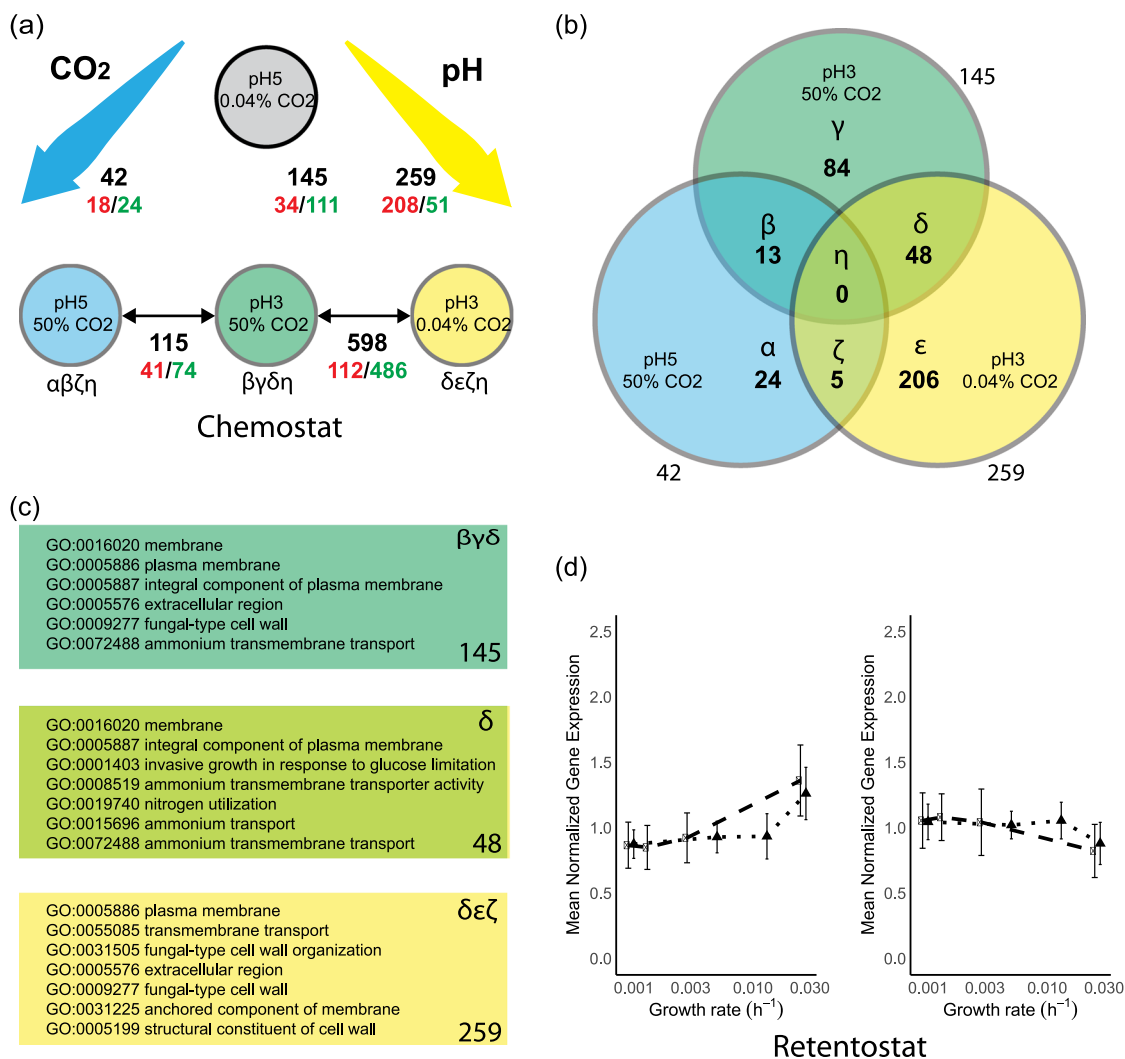 (a)
CO2
pH
pH5
0.04% CO2
42
18/24
145
34/111
259
208/51
pH5
50% CO2
pH3
50% CO2
pH3
0.04% CO2
115
41/74
598
112/486
αβζη
βγδη
δεζη
Chemostat
(b)
pH3
50% CO2
145
γ
84
β
13
δ
48
η
0
pH5
50% CO2
α
24
ζ
5
ε
206
pH3
0.04% CO2
42
259
(c)
βγδ
GO:0016020 membrane
GO:0005886 plasma membrane
GO:0005887 integral component of plasma membrane
GO:0005576 extracellular region
GO:0009277 fungal-type cell wall
GO:0072488 ammonium transmembrane transport
145
δ
GO:0016020 membrane
GO:0005887 integral component of plasma membrane
GO:0001403 invasive growth in response to glucose limitation
GO:0008519 ammonium transmembrane transporter activity
GO:0019740 nitrogen utilization
GO:0015696 ammonium transport
GO:0072488 ammonium transmembrane transport
48
δεζ
GO:0005886 plasma membrane
GO:0055085 transmembrane transport
GO:0031505 fungal-type cell wall organization
GO:0005576 extracellular region
GO:0009277 fungal-type cell wall
GO:0031225 anchored component of membrane
GO:0005199 structural constituent of cell wall
259
(d)
Mean Normalized Gene Expression
2.5
2.0
1.5
1.0
0.5
0.0
0.001 0.003 0.010 0.030
Growth rate (h⁻¹)
Mean Normalized Gene Expression
2.5
2.0
1.5
1.0
0.5
0.0
0.001 0.003 0.010 0.030
Growth rate (h⁻¹)
Retentostat